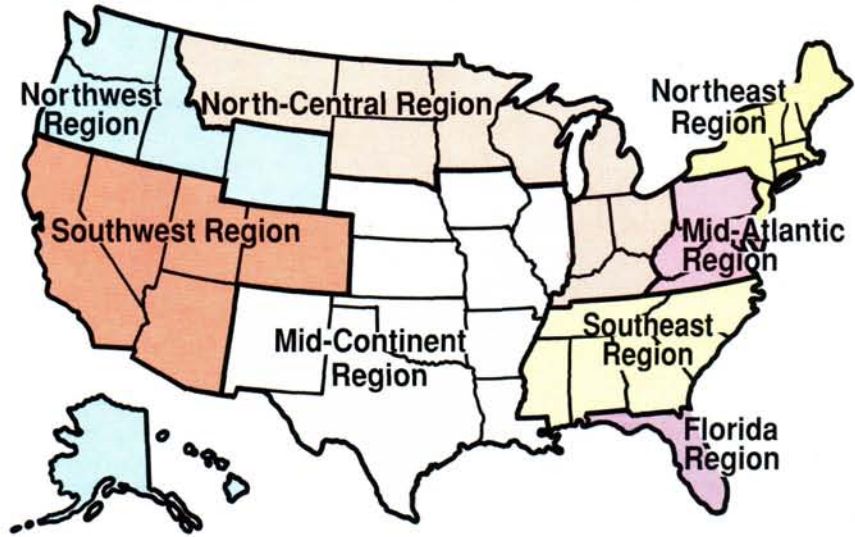 Northwest
Region
North-Central Region
Northeast
Region
Southwest Region
Mid-Atlantic
Region
Mid-Continent
Region
Southeast
Region
Florida
Region